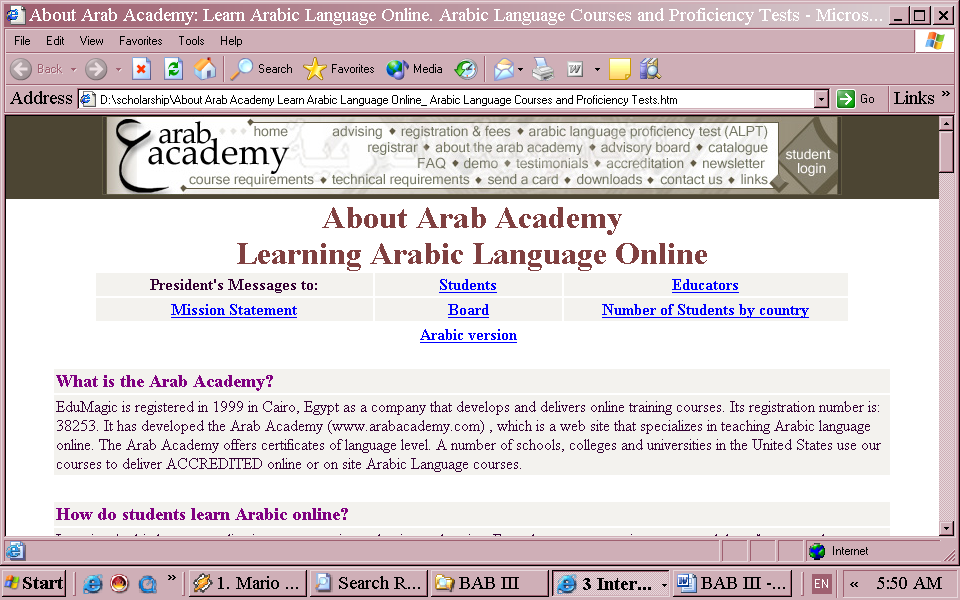 About Arab Academy: Learn Arabic Language Online. Arabic Language Courses and Proficiency Tests - Micros...
File Edit View Favorites Tools Help
Back Search Favorites Media
Address D:\scholarship\About Arab Academy Learn Arabic Language Online_ Arabic Language Courses and Proficiency Tests.htm Go Links »
arab academy
home advising ♦ registration & fees ♦ arabic language proficiency test (ALPT)
registrar ♦ about the arab academy ♦ advisory board ♦ catalogue
FAQ ♦ demo ♦ testimonials ♦ accreditation ♦ newsletter
course requirements ♦ technical requirements ♦ send a card ♦ downloads ♦ contact us ♦ links
student
login
About Arab Academy
Learning Arabic Language Online
President's Messages to: Students Educators
Mission Statement Board Number of Students by country
Arabic version
What is the Arab Academy?
EduMagic is registered in 1999 in Cairo, Egypt as a company that develops and delivers online training courses. Its registration number is:
38253. It has developed the Arab Academy (www.arabacademy.com) , which is a web site that specializes in teaching Arabic language
online. The Arab Academy offers certificates of language level. A number of schools, colleges and universities in the United States use our
courses to deliver ACCREDITED online or on site Arabic Language courses.
How do students learn Arabic online?
Internet
Start » 1. Mario ... Search R... BAB III 3 Inter... BAB III -... EN « 5:50 AM